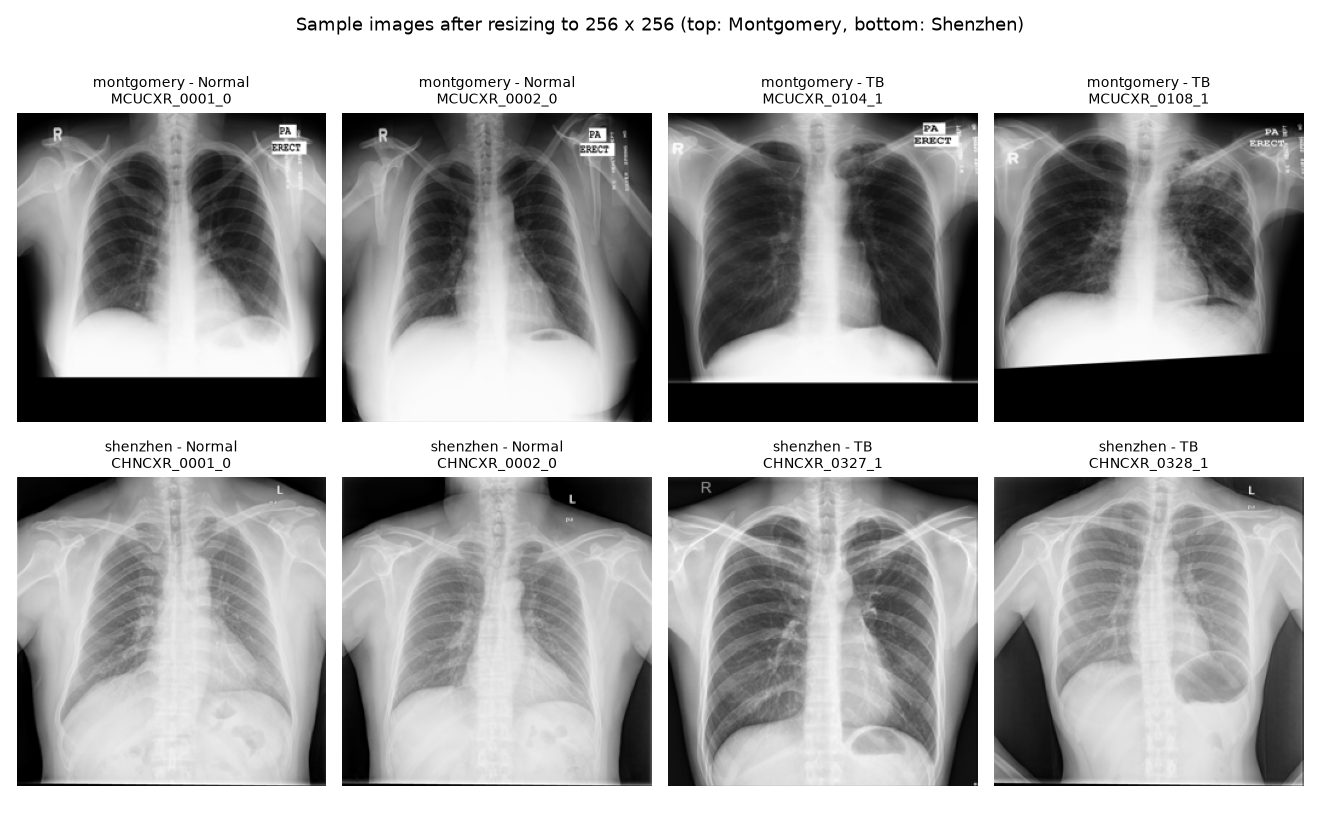 Sample images after resizing to 256 x 256 (top: Montgomery, bottom: Shenzhen)
montgomery - Normal
MCUCXR_0001_0
montgomery - Normal
MCUCXR_0002_0
montgomery - TB
MCUCXR_0104_1
montgomery - TB
MCUCXR_0108_1
R
PA
ERECT
R
PA
ERECT
R
PA
ERECT
R
PA
ERECT
shenzhen - Normal
CHNCXR_0001_0
shenzhen - Normal
CHNCXR_0002_0
shenzhen - TB
CHNCXR_0327_1
shenzhen - TB
CHNCXR_0328_1
L
L
pa
R
L